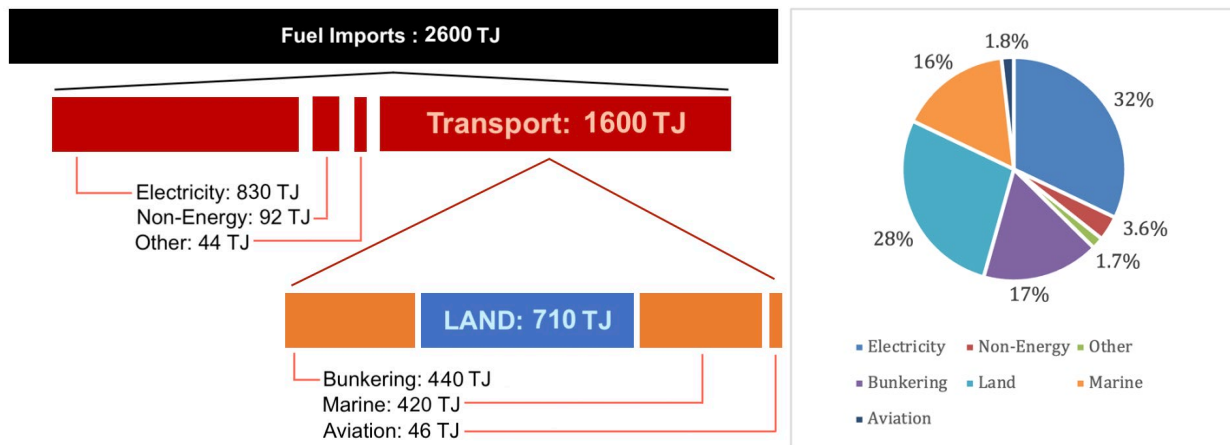 Fuel Imports : 2600 TJ
Transport: 1600 TJ
Electricity: 830 TJ
Non-Energy: 92 TJ
Other: 44 TJ
LAND: 710 TJ
Bunkering: 440 TJ
Marine: 420 TJ
Aviation: 46 TJ
1.8%
16%
32%
28%
3.6%
1.7%
17%
Electricity Non-Energy Other
Bunkering Land Marine
Aviation